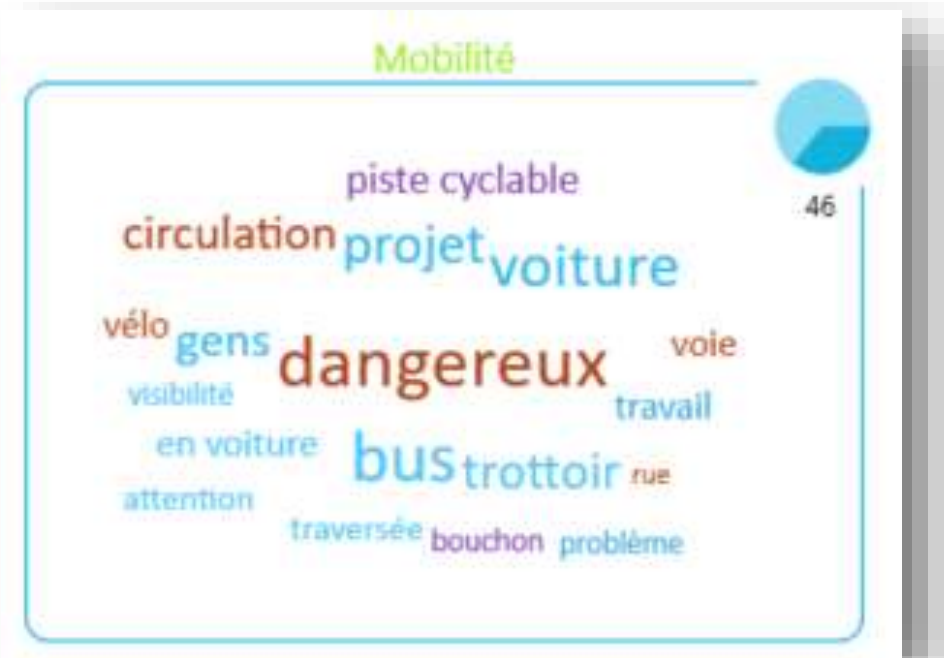 Mobilité
46
piste cyclable
circulation projet voiture
vélo gens dangereux voie
visibilité travail
en voiture bus trottoir rue
attention
traversée bouchon problème